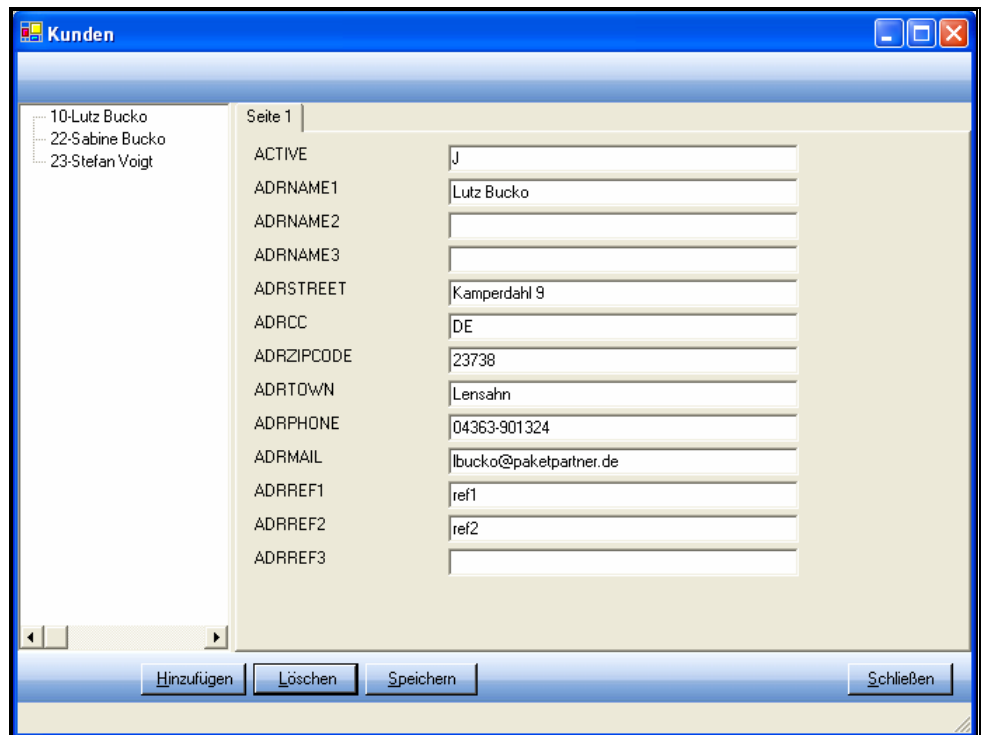 Kunden
10-Lutz Bucko
22-Sabine Bucko
23-Stefan Voigt
Seite 1
ACTIVE J
ADRNAME1 Lutz Bucko
ADRNAME2
ADRNAME3
ADRSTREET Kamperdahl 9
ADRCC DE
ADRZIPCODE 23738
ADRTOWN Lensahn
ADRPHONE 04363-901324
ADRMAIL lbucko@paketpartner.de
ADRREF1 ref1
ADRREF2 ref2
ADRREF3
Hinzufügen Löschen Speichern Schließen